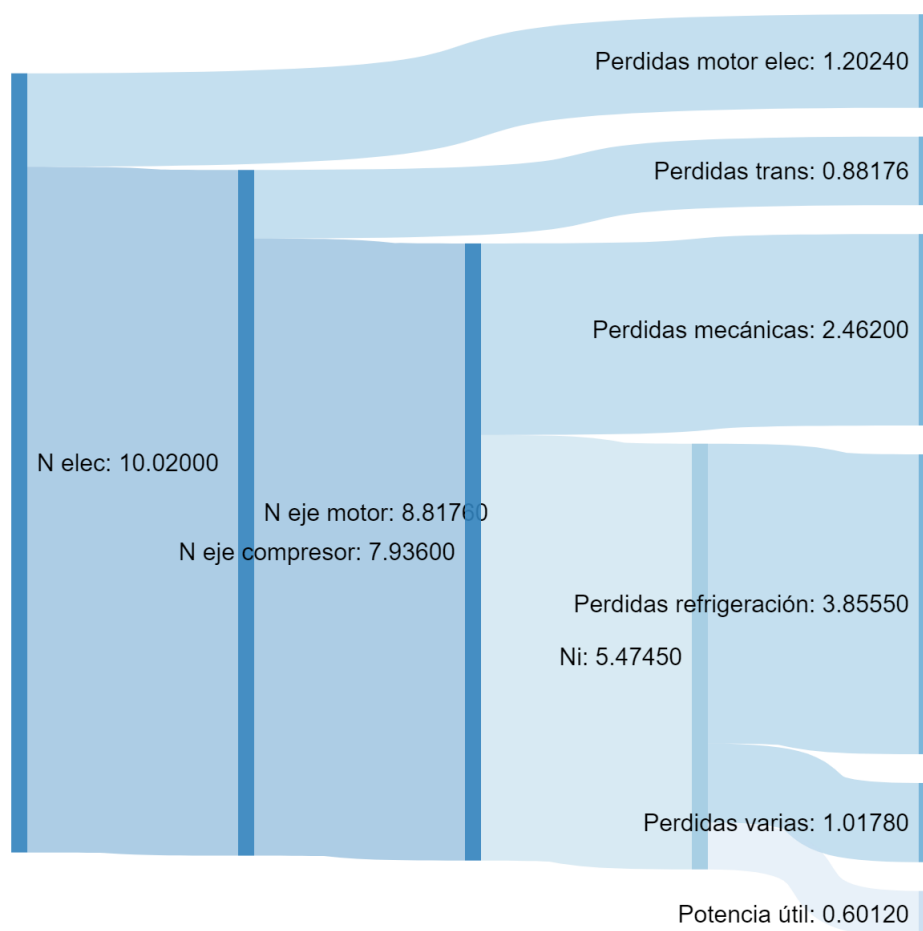 Perdidas motor elec: 1.20240
Perdidas trans: 0.88176
Perdidas mecánicas: 2.46200
N elec: 10.02000
N eje motor: 8.81760
N eje compresor: 7.93600
Perdidas refrigeración: 3.85550
Ni: 5.47450
Perdidas varias: 1.01780
Potencia útil: 0.60120